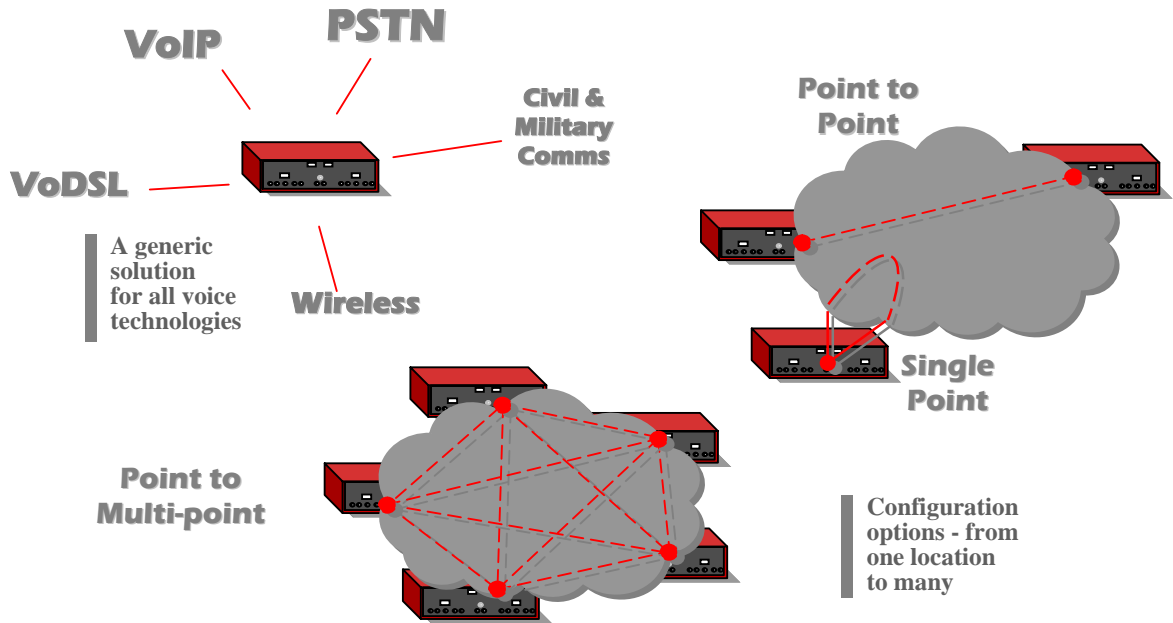 VoIP
PSTN
Civil &
Military
Comms
VoDSL
A generic
solution
for all voice
technologies
Wireless
Point to
Point
Single
Point
Point to
Multi-point
Configuration
options - from
one location
to many